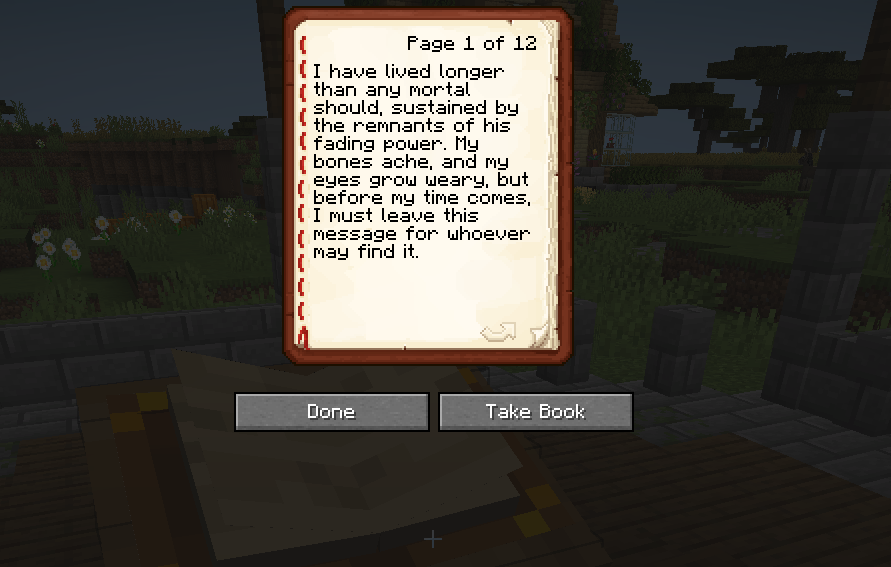 Page 1 of 12
I have lived longer
than any mortal
should, sustained by
the remnants of his
fading power. My
bones ache, and my
eyes grow weary, but
before my time comes,
I must leave this
message for whoever
may find it.
Done
Take Book